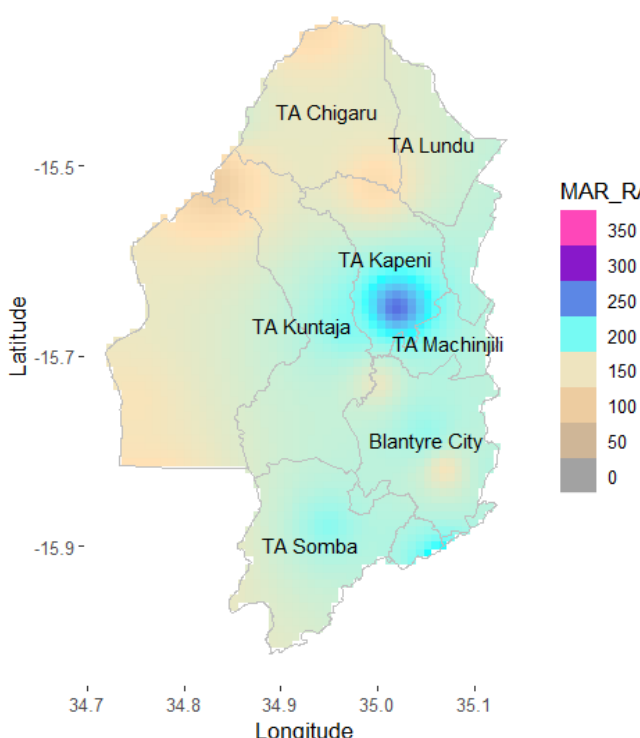 TA Chigaru
TA Lundu
-15.5
MAR_RA
350
TA Kapeni
300
250
TA Kuntaja
200
TA Machinjili
-15.7
150
Latitude
100
Blantyre City
50
0
TA Somba
-15.9
34.7 34.8 34.9 35.0 35.1
Longitude